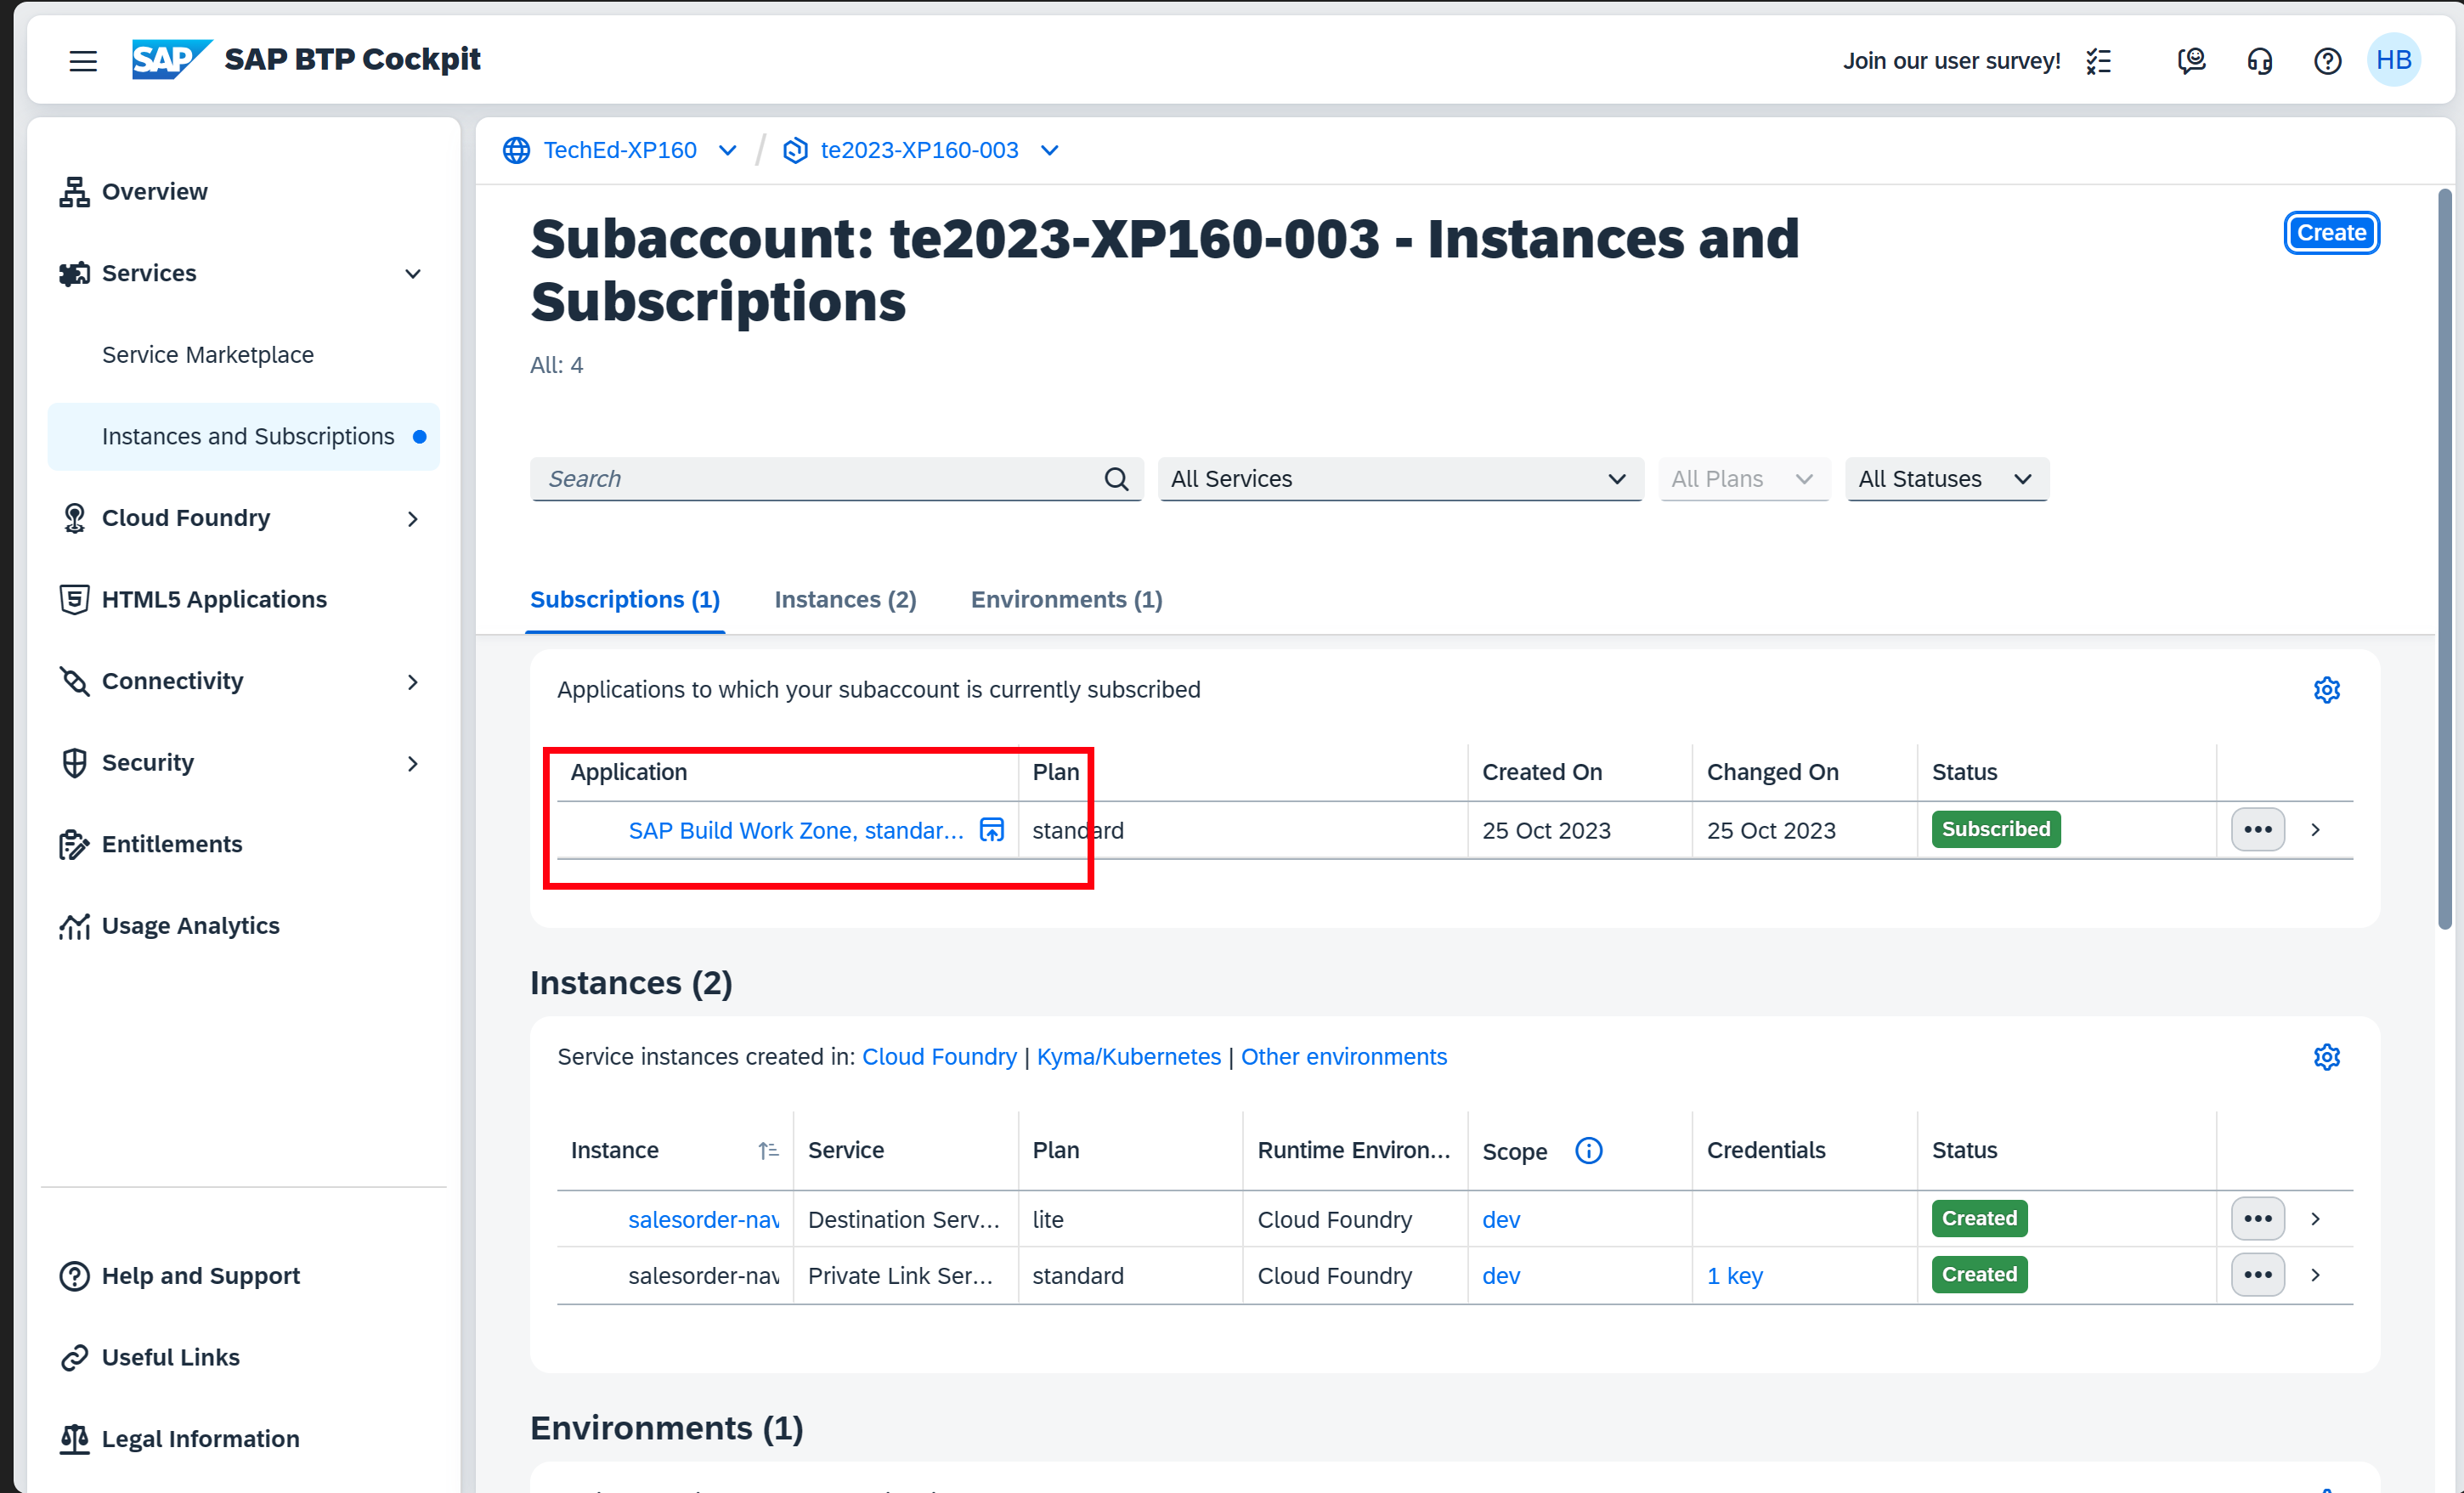 SAP SAP BTP Cockpit
Join our user survey!
HB
Overview
Services
Service Marketplace
Instances and Subscriptions
Cloud Foundry
HTML5 Applications
Connectivity
Security
Entitlements
Usage Analytics
Help and Support
Useful Links
Legal Information
TechEd-XP160 / te2023-XP160-003
Subaccount: te2023-XP160-003 - Instances and
Subscriptions
Create
All: 4
Search
All Services
All Plans
All Statuses
Subscriptions (1) Instances (2) Environments (1)
Applications to which your subaccount is currently subscribed
Application Plan Created On Changed On Status
SAP Build Work Zone, standar... standard 25 Oct 2023 25 Oct 2023 Subscribed
Instances (2)
Service instances created in: Cloud Foundry | Kyma/Kubernetes | Other environments
Instance Service Plan Runtime Environ... Scope Credentials Status
salesorder-nav Destination Serv... lite Cloud Foundry dev Created
salesorder-nav Private Link Ser... standard Cloud Foundry dev 1 key Created
Environments (1)